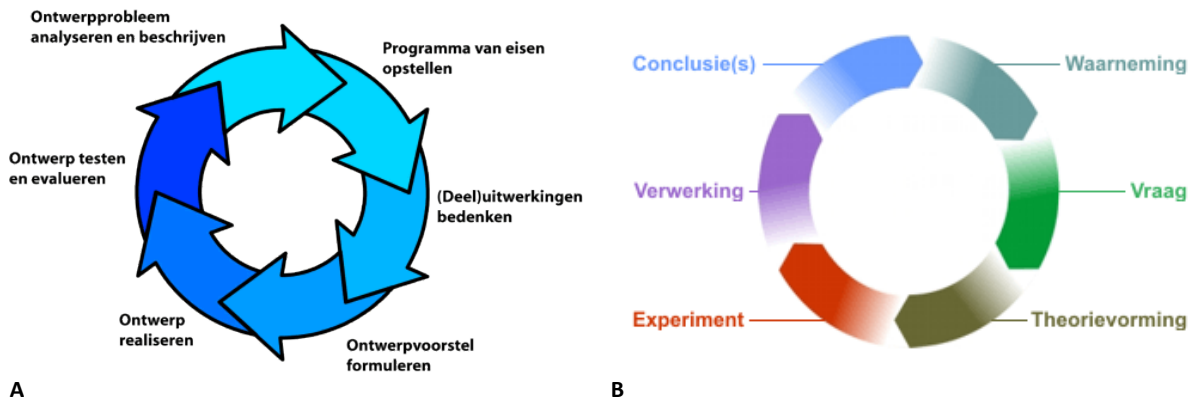 Ontwerpprobleem
analyseren en beschrijven
Programma van eisen
opstellen
(Deel)uitwerkingen
bedenken
Ontwerpvoorstel
formuleren
Ontwerp
realiseren
Ontwerp testen
en evalueren
A
Conclusie(s)
Waarneming
Verwerking
Vraag
Experiment
Theorievorming
B